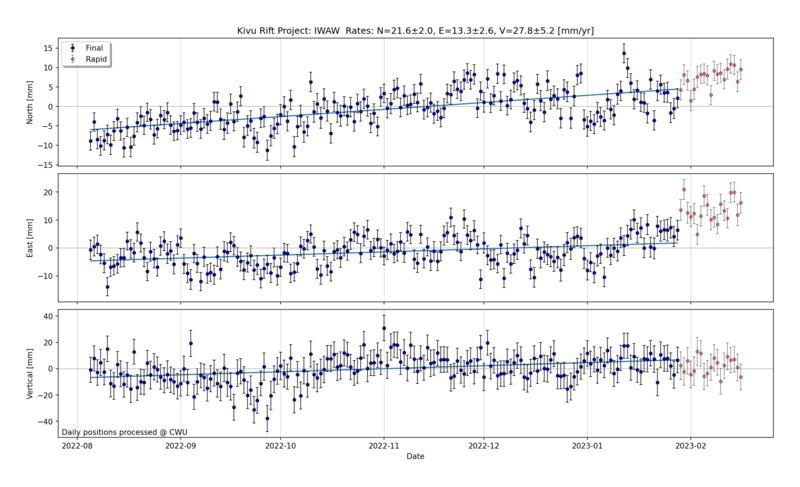 Kivu Rift Project: IWAW Rates: N=21.6±2.0, E=13.3±2.6, V=27.8±5.2 [mm/yr]
Final
Rapid
North [mm]
15
10
5
0
−5
−10
−15
East [mm]
20
10
0
−10
Vertical [mm]
40
20
0
−20
−40
Daily positions processed @ CWU
2022-08 2022-09 2022-10 2022-11 2022-12 2023-01 2023-02
Date